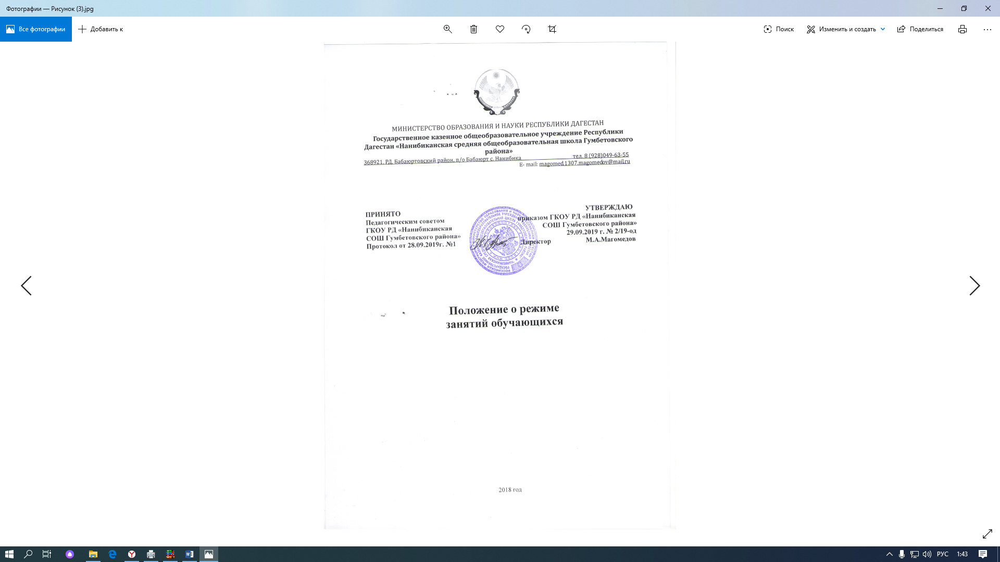 Фотографии — Рисунок (3).jpg
Все фотографии
Добавить к
Поиск
Изменить и создать
Поделиться
МИНИСТЕРСТВО ОБРАЗОВАНИЯ И НАУКИ РЕСПУБЛИКИ ДАГЕСТАН
Государственное казенное общеобразовательное учреждение Республики
Дагестан «Нанибиканская средняя общеобразовательная школа Гумбетовского
района»
368921, РД, Бабаюртовский район, п/о Бабаюрт с. Нанибика тел. 8 (928)049-63-55
E- mail: magomed.1307.magomedov@mail.ru
ПРИНЯТО
Педагогическим советом
ГКОУ РД «Нанибиканская
СОШ Гумбетовского района»
Протокол от 28.09.2019г. №1
УТВЕРЖДАЮ
приказом ГКОУ РД «Нанибиканская
СОШ Гумбетовского района»
29.09.2019 г. № 2/19-од
Директор М.А.Магомедов
Положение о режиме
занятий обучающихся
2018 год
РУС
1:43